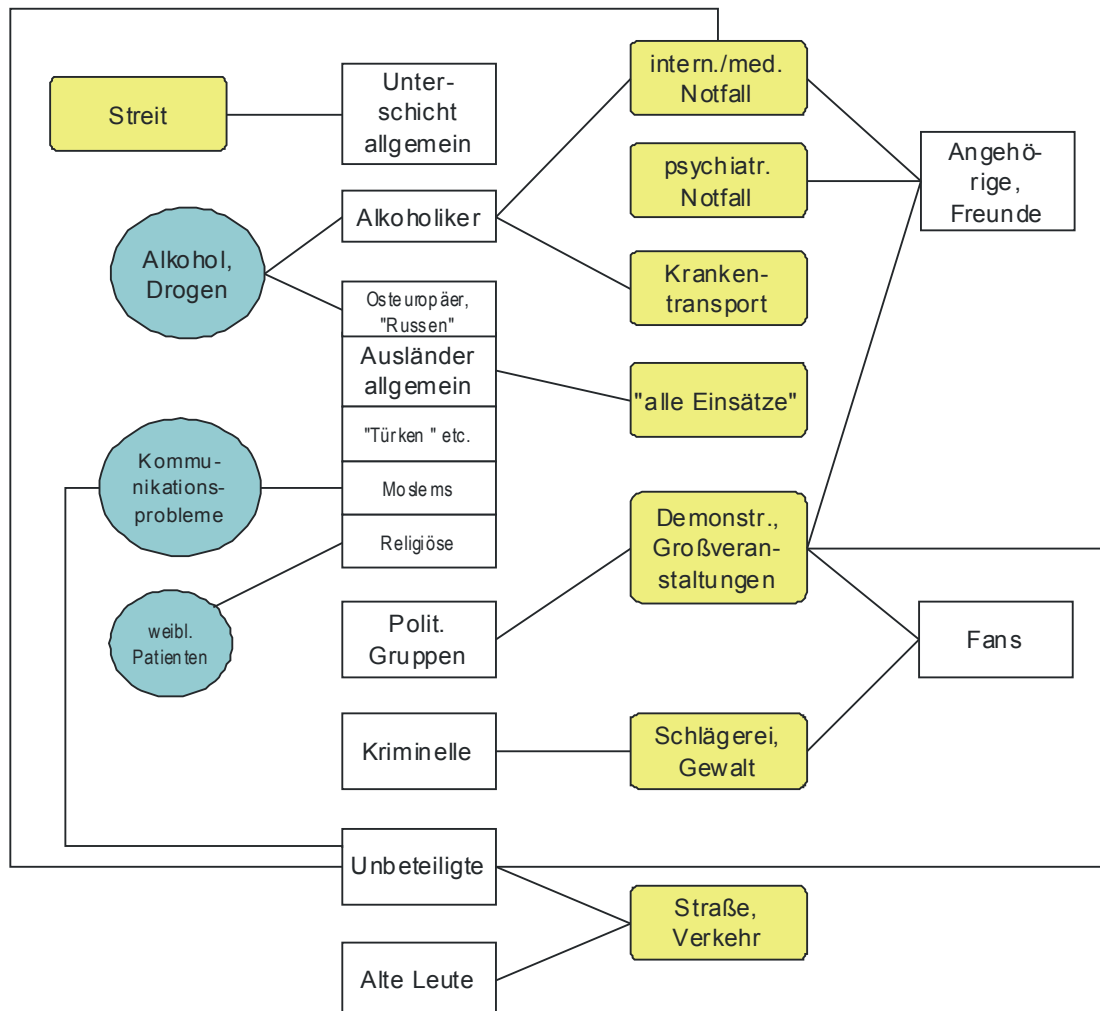 Streit
Unter-
schicht
allgemein
intern./med.
Notfall
psychiatr.
Notfall
Angehö-
rige,
Freunde
Alkohol,
Drogen
Alkoholiker
Kranken-
transport
Osteuropäer,
"Russen"
Ausländer
allgemein
"alle Einsätze"
"Türken " etc.
Kommu-
nikations-
probleme
Moslems
Religiöse
Demonstr.,
Großveran-
staltungen
weibl.
Patienten
Polit.
Gruppen
Fans
Kriminelle
Schlägerei,
Gewalt
Unbeteiligte
Straße,
Verkehr
Alte Leute